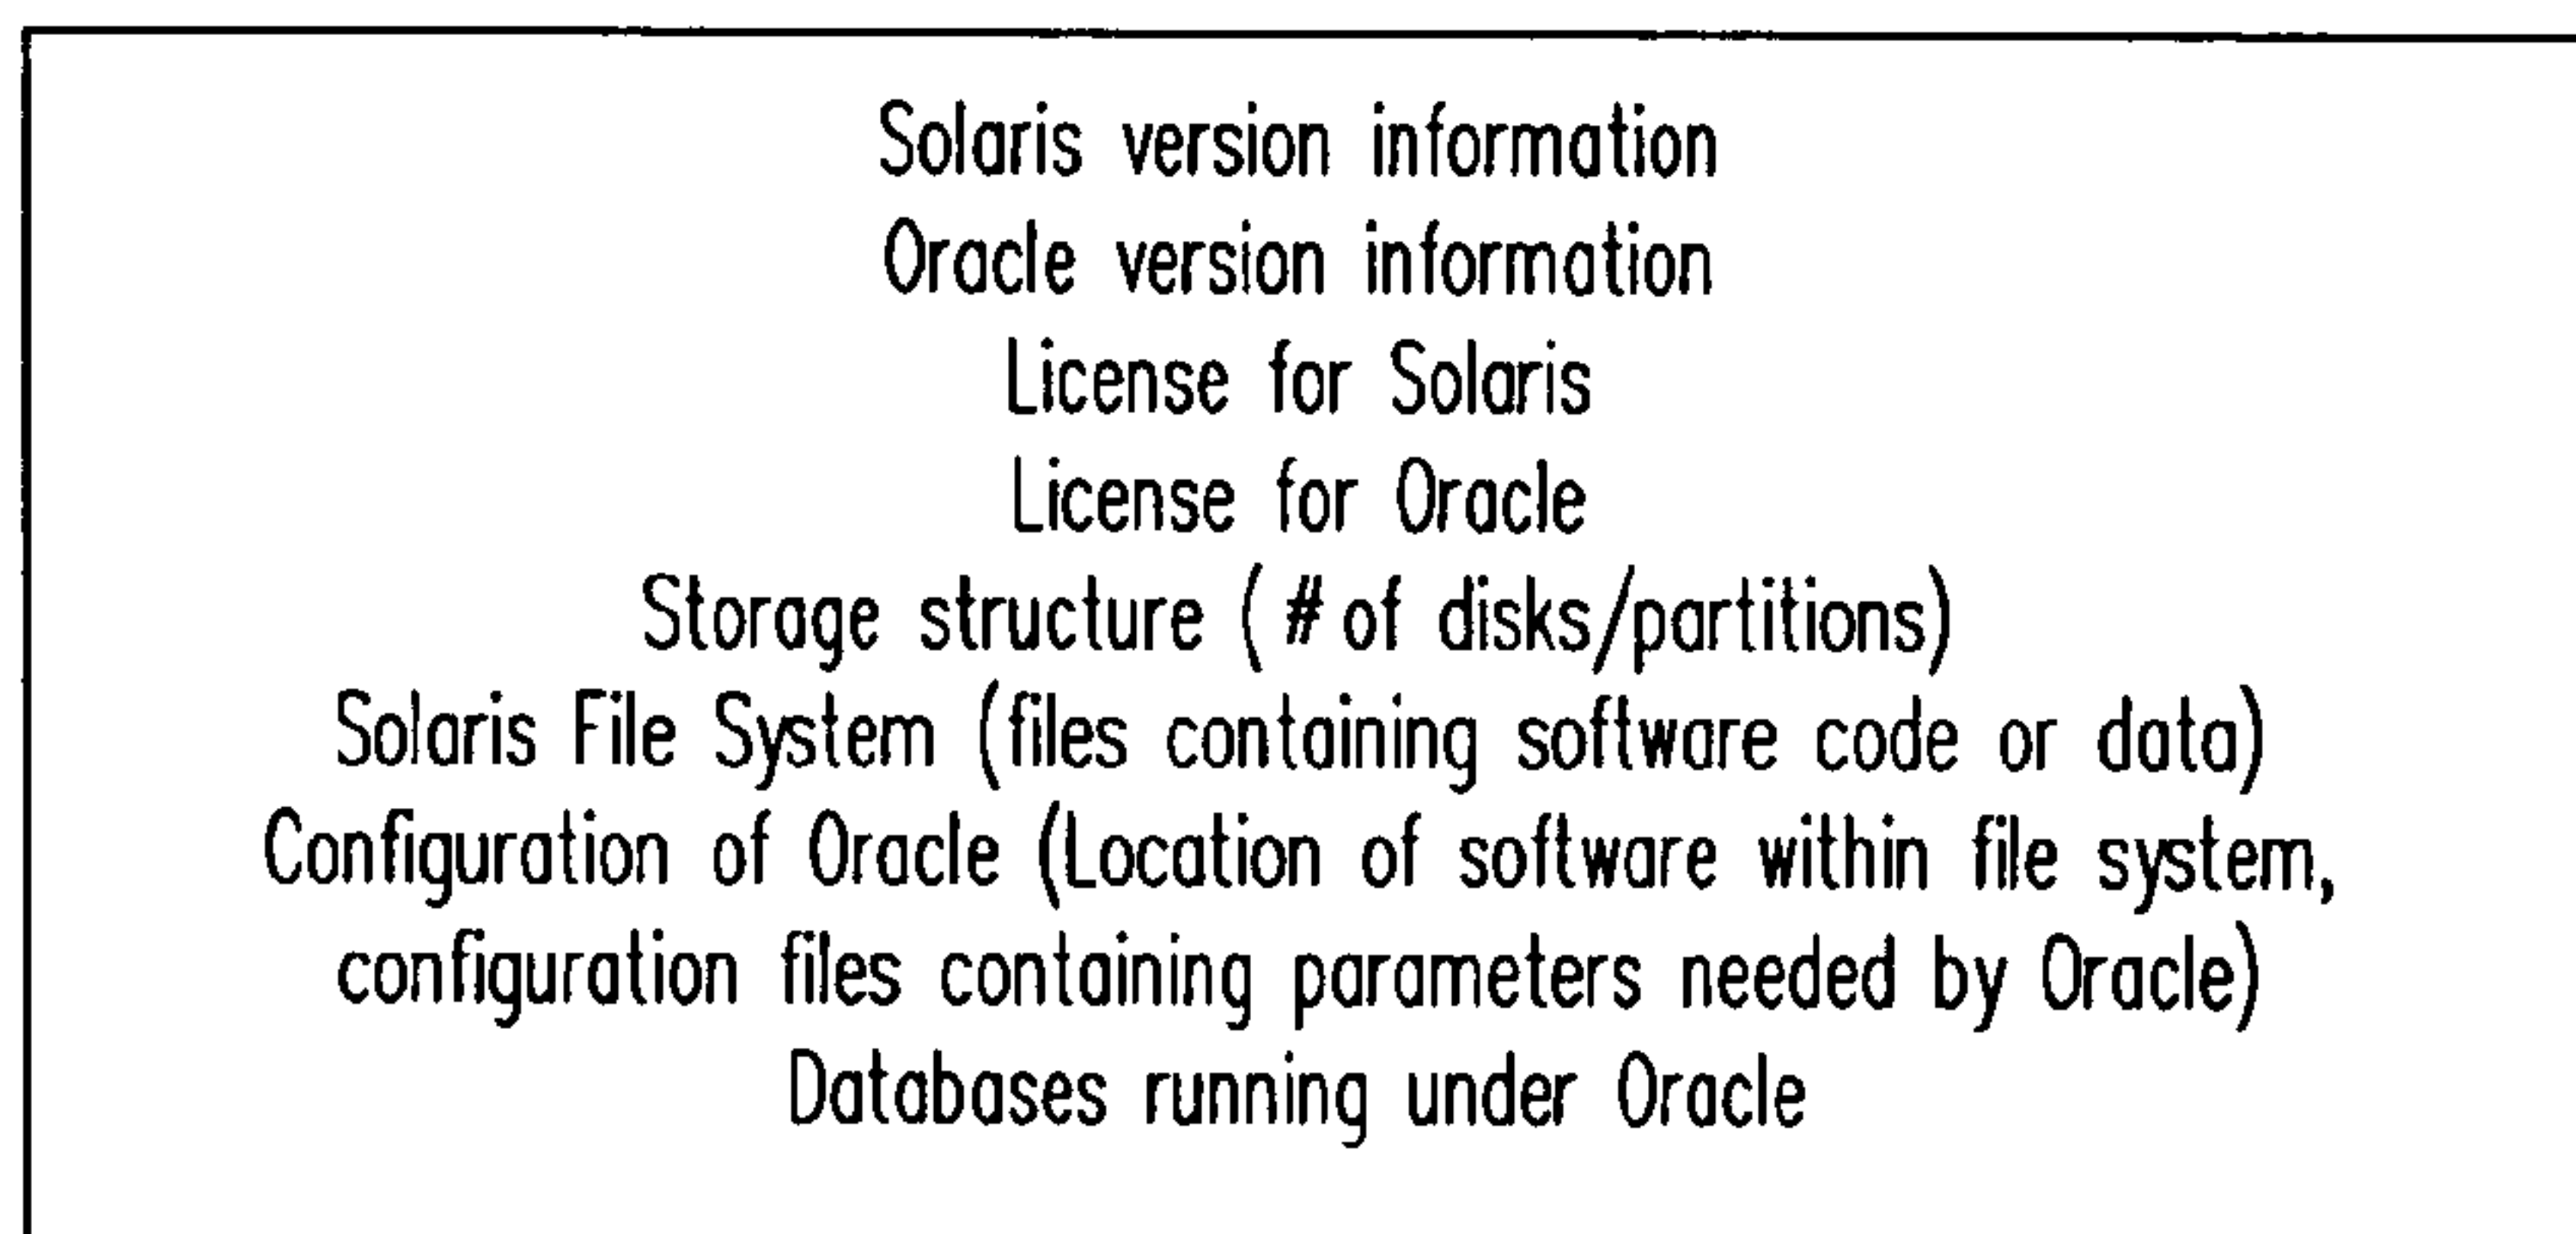 Solaris version information
Oracle version information
License for Solaris
License for Oracle
Storage structure ( # of disks/partitions)
Solaris File System (files containing software code or data)
Configuration of Oracle (Location of software within file system,
configuration files containing parameters needed by Oracle)
Databases running under Oracle